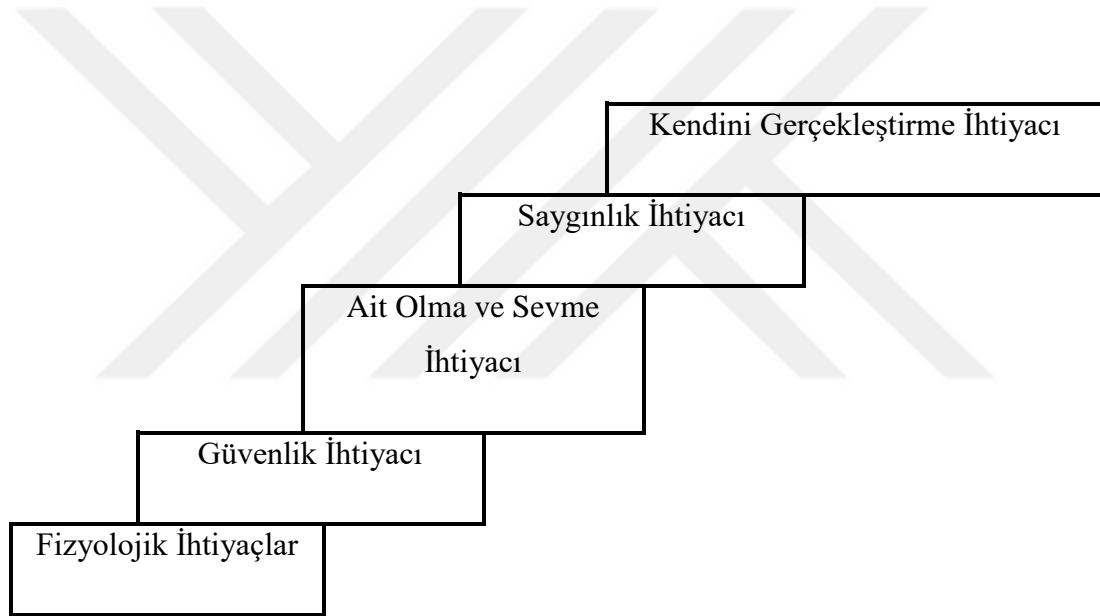 Kendini Gerçekleştirme İhtiyacı
Saygınlık İhtiyacı
Ait Olma ve Sevme
İhtiyacı
Güvenlik İhtiyacı
Fizyolojik İhtiyaçlar